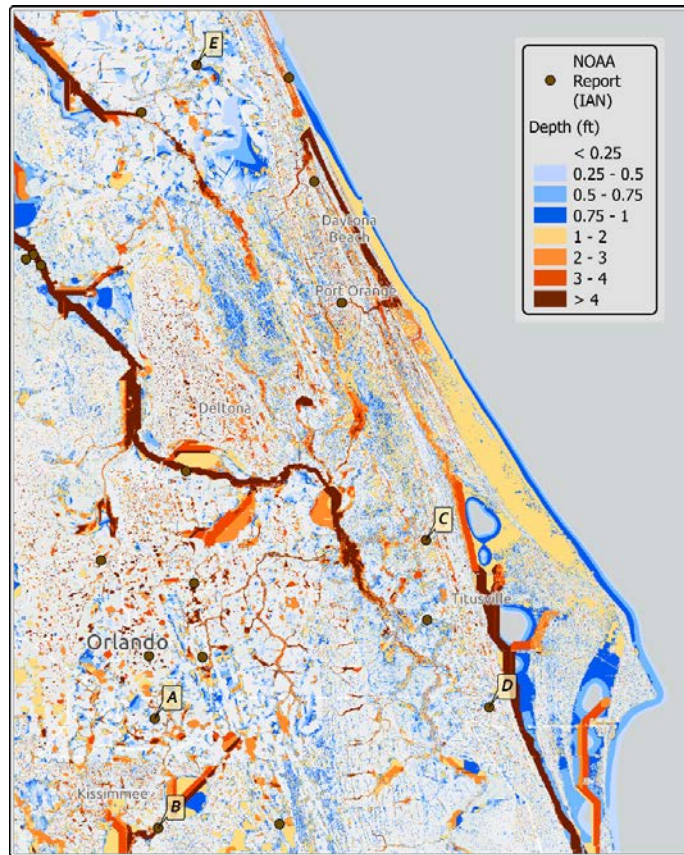 E
NOAA
Report
(IAN)
Depth (ft)
< 0.25
0.25 - 0.5
0.5 - 0.75
0.75 - 1
1 - 2
2 - 3
3 - 4
> 4
Daytona
Beach
Port Orange
Deltona
C
Titusville
Orlando
D
A
Kissimmee
B